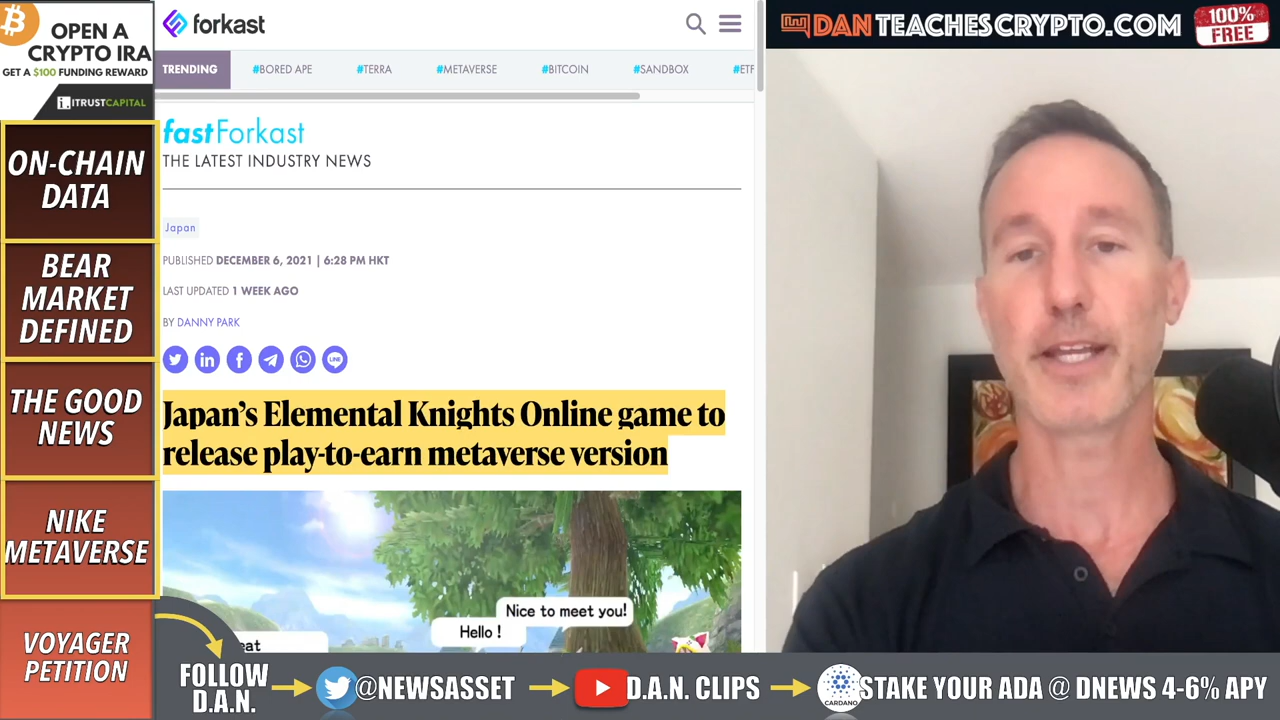 OPEN A
CRYPTO IRA
GET A $100 FUNDING REWARD
ITRUSTCAPITAL
ON-CHAIN
DATA
BEAR
MARKET
DEFINED
THE GOOD
NEWS
NIKE
METAVERSE
VOYAGER
PETITION
forkast
TRENDING #BORED APE #TERRA #METAVERSE #BITCOIN #SANDBOX #ETF
fastForkast
THE LATEST INDUSTRY NEWS
Japan
PUBLISHED DECEMBER 6, 2021 | 6:28 PM HKT
LAST UPDATED 1 WEEK AGO
BY DANNY PARK
LINE
Japan's Elemental Knights Online game to
release play-to-earn metaverse version
Nice to meet you!
Hello !
eat
DAN TEACHESCRYPTO.COM
100%
FREE
FOLLOW
D.A.N.
@NEWSASSET
D.A.N. CLIPS
CARDANO
STAKE YOUR ADA @ DNEWS 4-6% APY